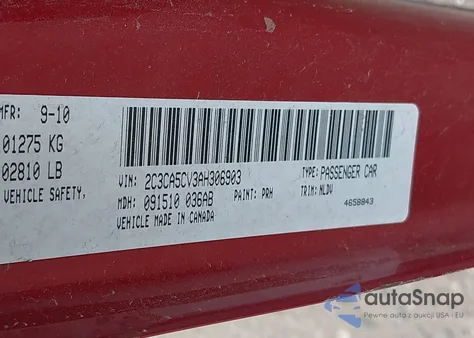 MFR: 9-10
01275 KG
02810 LB
VEHICLE SAFETY,
VIN: 2C3CA5CV3AH306903
TYPE: PASSENGER CAR
MDH: 091510 036AB
PAINT: PRH
TRIM: NLDV
VEHICLE MADE IN CANADA
4658843
autoSnap
Pewne auta z aukcji USA i EU